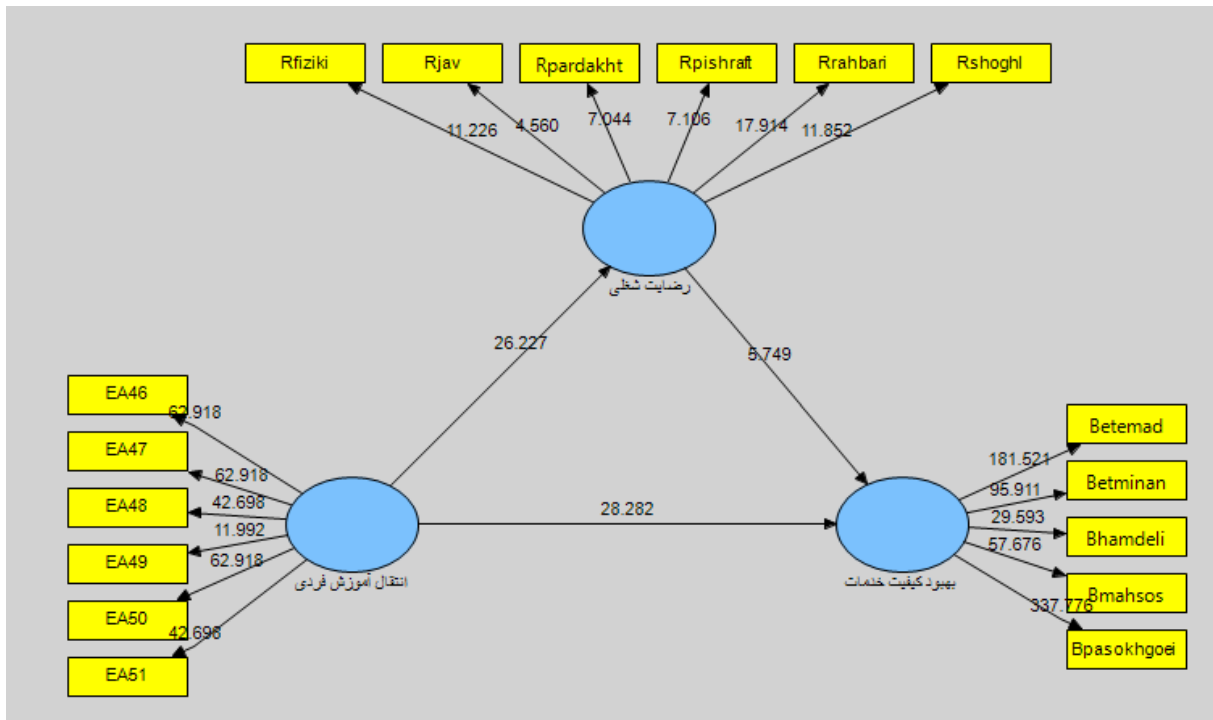 Rfiziki
Rjav
Rpardakht
Rpishraft
Rrahbari
Rshoghl
11.226
4.560
7.044
7.106
17.914
11.852
رضایت شغلی
26.227
5.749
EA46
EA47
EA48
EA49
EA50
EA51
62.918
62.918
42.698
11.992
62.918
42.698
انتقال آموزش فردی
28.282
بهبود کیفیت خدمات
181.521
95.911
29.593
57.676
337.776
Betemad
Betminan
Bhamdeli
Bmahsos
Bpasokhgoei